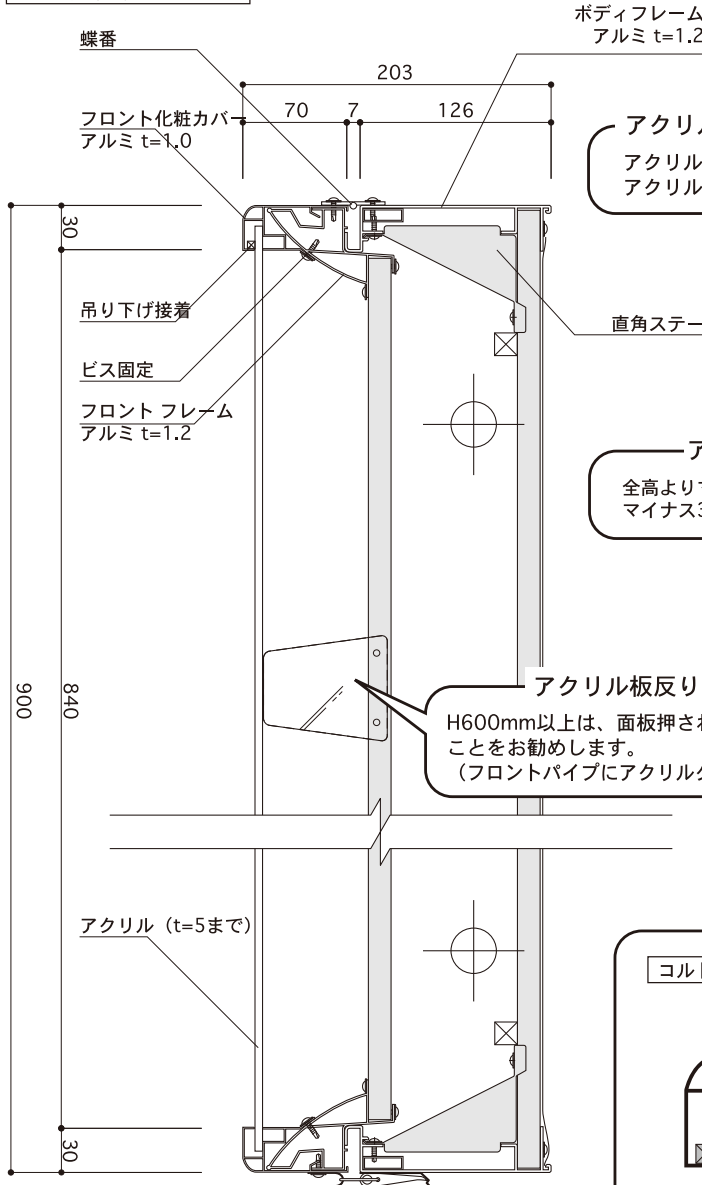 ボディフレーム
アルミ t=1.2
蝶番
203
70
7
126
フロント化粧カバー
アルミ t=1.0
アクリル
アクリル
アクリル
30
吊り下げ接着
直角ステー
ビス固定
フロント フレーム
アルミ t=1.2
全高より
マイナス3
900
840
アクリル板反り
H600mm以上は、面板押さ
ことをお勧めします。
(フロントパイプにアクリル
アクリル (t=5まで)
コル
30